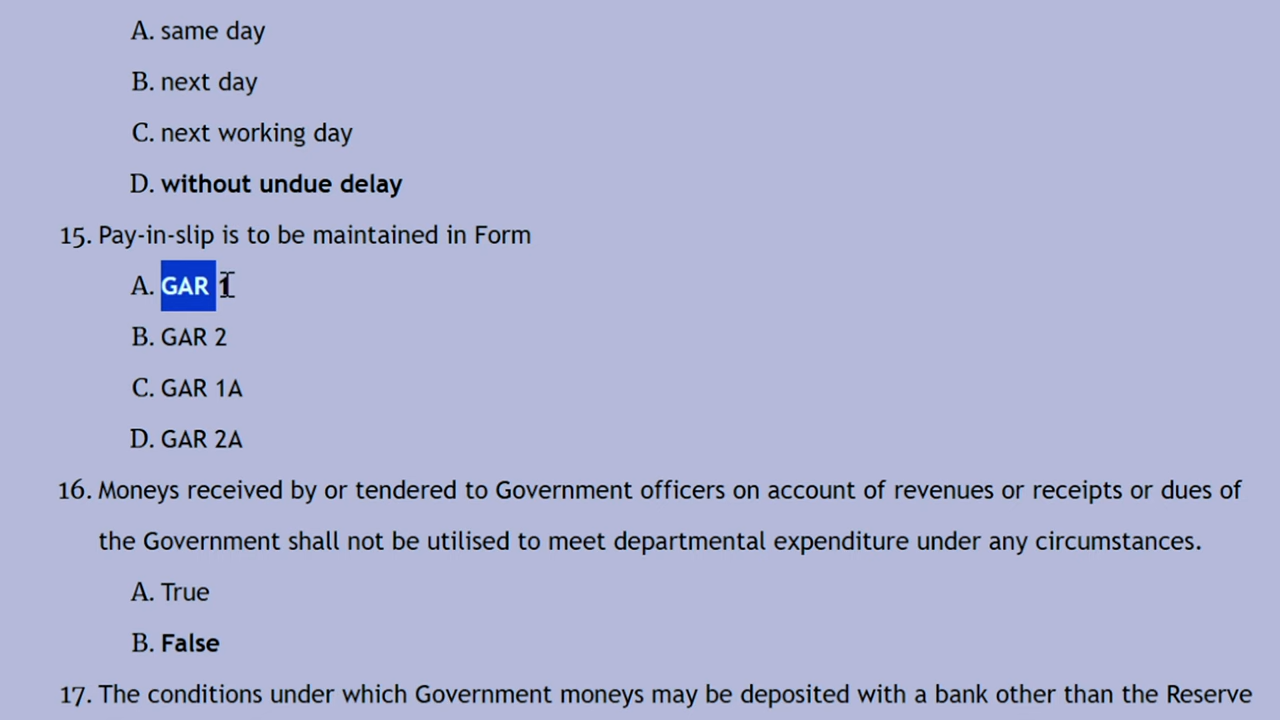 A. same day
B. next day
C. next working day
D. without undue delay
15. Pay-in-slip is to be maintained in Form
A. GAR 1
B. GAR 2
C. GAR 1A
D. GAR 2A
16. Moneys received by or tendered to Government officers on account of revenues or receipts or dues of
the Government shall not be utilised to meet departmental expenditure under any circumstances.
A. True
B. False
17. The conditions under which Government moneys may be deposited with a bank other than the Reserve